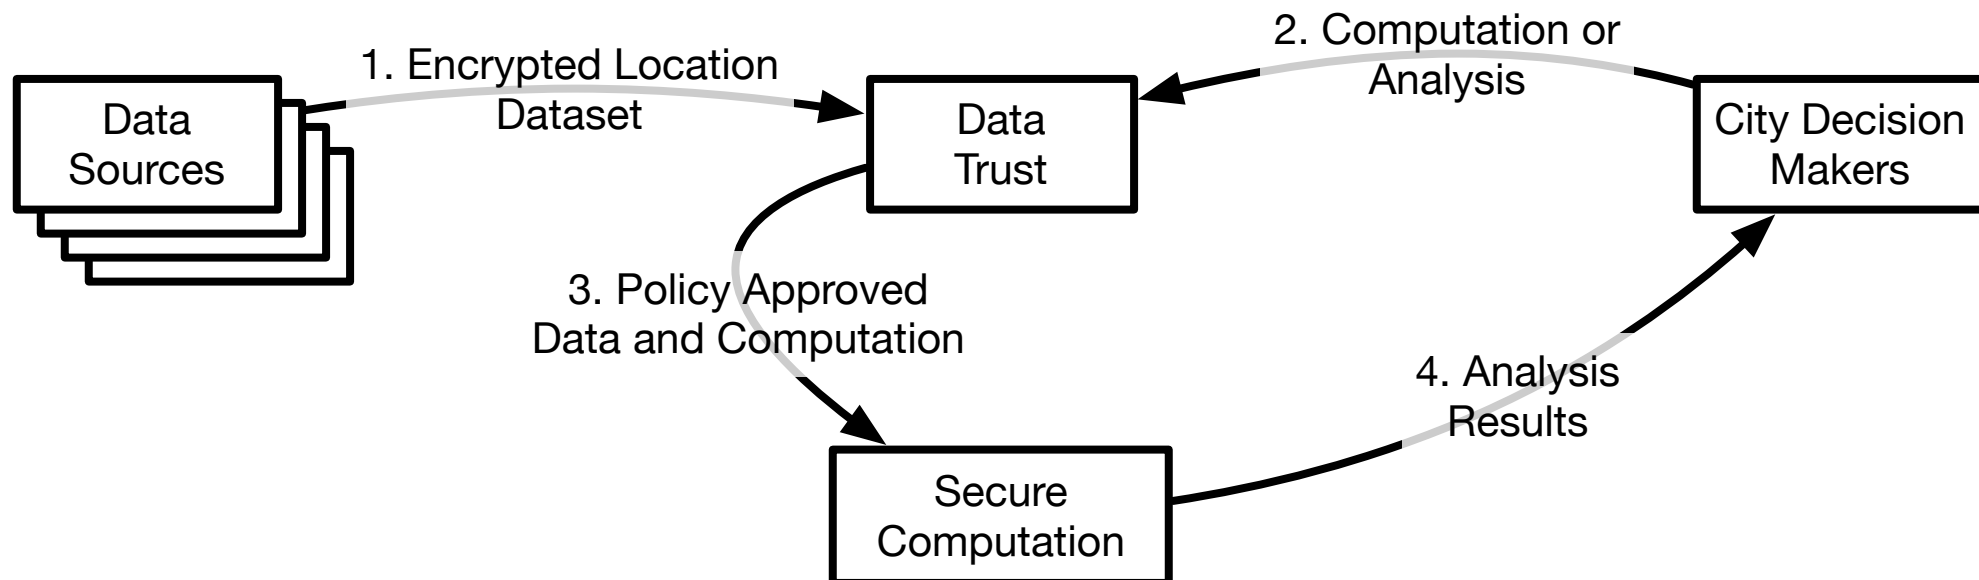 1. Encrypted Location
Dataset
2. Computation or
Analysis
Data
Sources
Data
Trust
City Decision
Makers
3. Policy Approved
Data and Computation
4. Analysis
Results
Secure
Computation